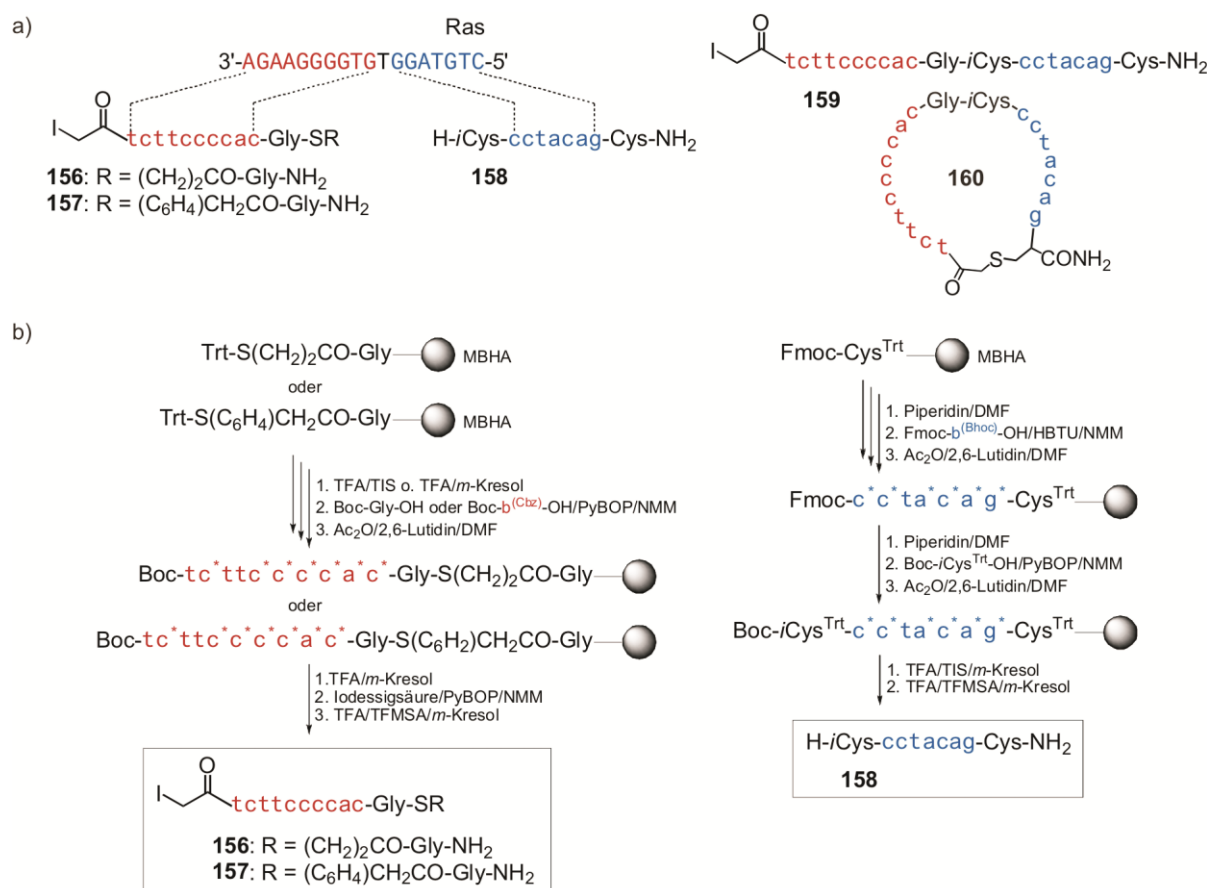 a)
Ras
3'-AGAAGGGGTGTGGATGTC-5'
O
I
tcttccccac-Gly-SR
156: R = (CH2)2CO-Gly-NH2
157: R = (C6H4)CH2CO-Gly-NH2
H-iCys-cctacag-Cys-NH2
158
O
I
tcttccccac-Gly-iCys-cctacag-Cys-NH2
159
Gly-iCys
c
a
c
c
c
c
t
t
c
t
c
c
t
a
c
a
g
160
O
S
CONH2
b)
Trt-S(CH2)2CO-Gly
MBHA
oder
Trt-S(C6H4)CH2CO-Gly
MBHA
1. TFA/TIS o. TFA/m-Kresol
2. Boc-Gly-OH oder Boc-b(Cbz)-OH/PyBOP/NMM
3. Ac2O/2,6-Lutidin/DMF
Boc-tc*ttc*c*c*c*a*c*-Gly-S(CH2)2CO-Gly
oder
Boc-tc*ttc*c*c*c*a*c*-Gly-S(C6H2)CH2CO-Gly
1.TFA/m-Kresol
2. Iodessigsäure/PyBOP/NMM
3. TFA/TFMSA/m-Kresol
O
I
tcttccccac-Gly-SR
156: R = (CH2)2CO-Gly-NH2
157: R = (C6H4)CH2CO-Gly-NH2
Fmoc-CysTrt
MBHA
1. Piperidin/DMF
2. Fmoc-b(Bhoc)-OH/HBTU/NMM
3. Ac2O/2,6-Lutidin/DMF
Fmoc-c*c*ta*c*a*g*-CysTrt
1. Piperidin/DMF
2. Boc-iCysTrt-OH/PyBOP/NMM
3. Ac2O/2,6-Lutidin/DMF
Boc-iCysTrt-c*c*ta*c*a*g*-CysTrt
1. TFA/TIS/m-Kresol
2. TFA/TFMSA/m-Kresol
H-iCys-cctacag-Cys-NH2
158